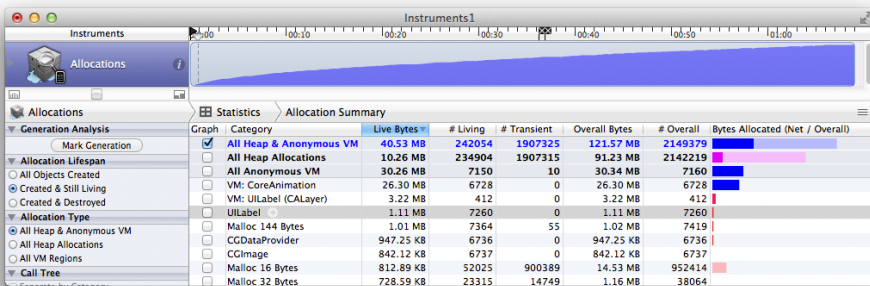 Instruments1
Instruments
00:00 00:10 00:20 00:30 00:40 00:50 01:00
Allocations
Allocations Statistics Allocation Summary
Generation Analysis
Mark Generation
Allocation Lifespan
All Objects Created
Created & Still Living
Created & Destroyed
Allocation Type
All Heap & Anonymous VM
All Heap Allocations
All VM Regions
Call Tree
Separate by Category
Graph Category Live Bytes # Living # Transient Overall Bytes # Overall Bytes Allocated (Net / Overall)
All Heap & Anonymous VM 40.53 MB 242054 1907325 121.57 MB 2149379
All Heap Allocations 10.26 MB 234904 1907315 91.23 MB 2142219
All Anonymous VM 30.26 MB 7150 10 30.34 MB 7160
VM: CoreAnimation 26.30 MB 6728 0 26.30 MB 6728
VM: UILabel (CALayer) 3.22 MB 412 0 3.22 MB 412
UILabel 1.11 MB 7260 0 1.11 MB 7260
Malloc 144 Bytes 1.01 MB 7364 55 1.02 MB 7419
CGDataProvider 947.25 KB 6736 0 947.25 KB 6736
CGImage 842.12 KB 6737 0 842.12 KB 6737
Malloc 16 Bytes 812.89 KB 52025 900389 14.53 MB 952414
Malloc 32 Bytes 728.59 KB 23315 14749 1.16 MB 38064